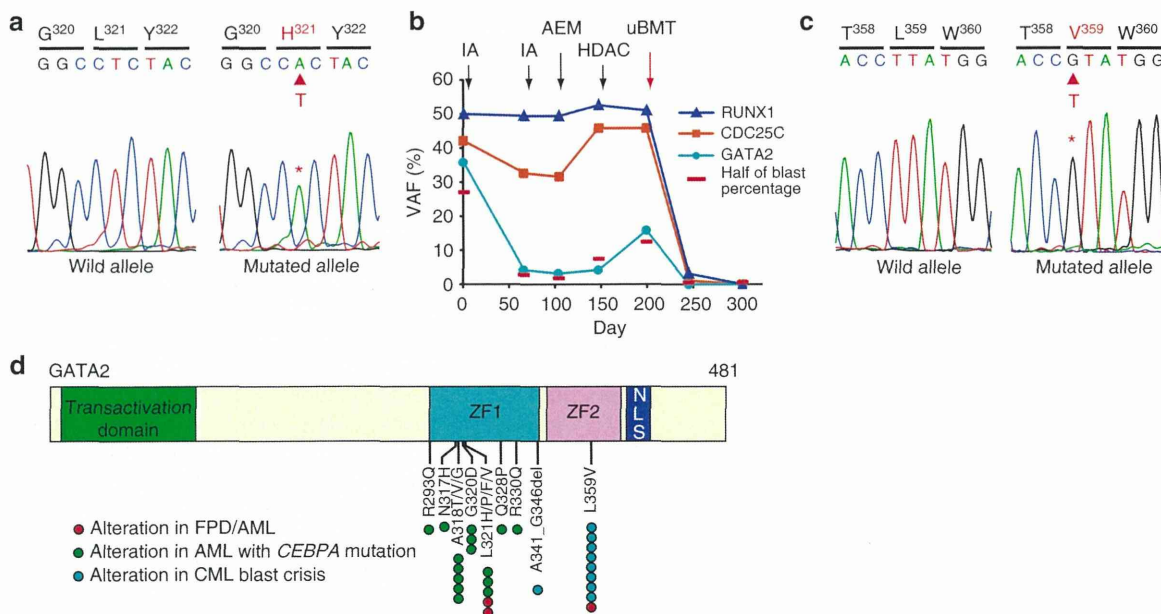 a
G320 L321 Y322 G320 H321 Y322
G G C C T C T A C G G C C A C T A C
T
*
Wild allele Mutated allele
b
AEM uBMT
IA IA HDAC
60
50
40
30
20
10
0
VAF (%)
0 50 100 150 200 250 300
Day
RUNX1
CDC25C
GATA2
Half of blast
percentage
c
T358 L359 W360 T358 V359 W360
A C C T T A T G G A C C G T A T G G
T
*
Wild allele Mutated allele
d
GATA2 481
Transactivation
domain
ZF1
ZF2
NLS
R293Q
N317H
A318T/V/G
G320D
L321H/P/F/V
Q328P
R330Q
A341_G346del
L359V
Alteration in FPD/AML
Alteration in AML with CEBPA mutation
Alteration in CML blast crisis